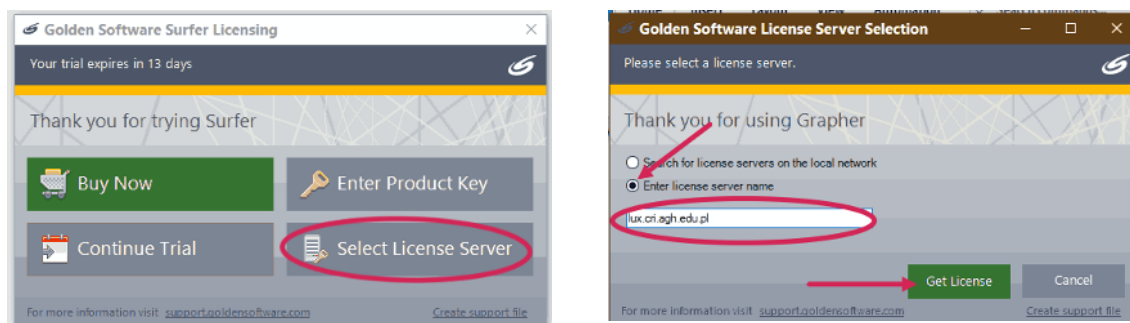 Golden Software Surfer Licensing
Your trial expires in 13 days
Thank you for trying Surfer
Buy Now
Enter Product Key
Continue Trial
Select License Server
For more information visit support.goldensoftware.com
Create support file
Golden Software License Server Selection
Please select a license server.
Thank you for using Grapher
Search for license servers on the local network
Enter license server name
lux.cri.agh.edu.pl
Get License
Cancel
For more information visit support.goldensoftware.com
Create support file